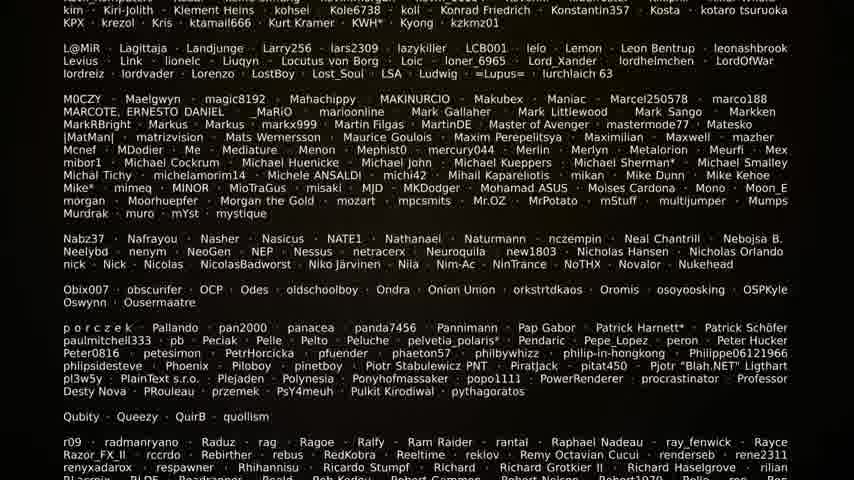 kim · Kiri-Jolith · Klement Heins · kohsei · Kole6738 · koll · Konrad Friedrich · Konstantin357 · Kosta · kotaro tsuruoka
KPX · krezol · Kris · ktamail666 · Kurt Kramer · KWH* · Kyong · kzkmz01
L@MiR · Lagittaja · Landjunge · Larry256 · lars2309 · lazykiller · LCB001 · lelo · Lemon · Leon Bentrup · leonashbrook
Levius · Link · lionelc · Liuqyn · Locutus von Borg · Loic · loner_6965 · Lord_Xander · lordhelmchen · LordOfWar
lordreiz · lordvader · Lorenzo · LostBoy · Lost_Soul · LSA · Ludwig · =Lupus= · lurchlaich 63
M0CZY · Maelgwyn · magic8192 · Mahachippy · MAKINURCIO · Makubex · Maniac · Marcel250578 · marco188
MARCOTE, ERNESTO DANIEL · _MaRiO · marioonline · Mark Gallaher · Mark Littlewood · Mark Sango · Markken
MarkRBright · Markus · Markus · markx999 · Martin Filgas · MartinDE · Master of Avenger · mastermode77 · Matesko
|MatMan| · matrizvision · Mats Wernersson · Maurice Goulois · Maxim Perepelitsya · Maximilian · Maxwell · mazher
Mcnef · MDodier · Me · Mediature · Menon · Mephist0 · mercury044 · Merlin · Merlyn · Metalorion · Meurfi · Mex
mibor1 · Michael Cockrum · Michael Huenicke · Michael John · Michael Kueppers · Michael Sherman* · Michael Smalley
Michal Tichy · michelamorim14 · Michele ANSALDI · michi42 · Mihail Kapareliotis · mikan · Mike Dunn · Mike Kehoe
Mike* · mimeq · MINOR · MioTraGus · misaki · MJD · MKDodger · Mohamad ASUS · Moises Cardona · Mono · Moon_E
morgan · Moorhuepfer · Morgan the Gold · mozart · mpcsmits · Mr.OZ · MrPotato · mStuff · multijumper · Mumps
Murdrak · muro · mYst · mystique
Nabz37 · Nafrayou · Nasher · Nasicus · NATE1 · Nathanael · Naturmann · nczempin · Neal Chantrill · Nebojsa B.
Neelybd · nenym · NeoGen · NEP · Nessus · netracerx · Neuroquila · new1803 · Nicholas Hansen · Nicholas Orlando
nick · Nick · Nicolas · NicolasBadworst · Niko Järvinen · Niia · Nim-Ac · NinTrance · NoTHX · Novalor · Nukehead
Obix007 · obscurifer · OCP · Odes · oldschoolboy · Ondra · Onion Union · orkstrtdkaos · Oromis · osoyoosking · OSPKyle
Oswynn · Ousermaatre
p o r c z e k · Pallando · pan2000 · panacea · panda7456 · Pannimann · Pap Gabor · Patrick Harnett* · Patrick Schöfer
paulmitchell333 · pb · Peciak · Pelle · Pelto · Peluche · pelvetia_polaris* · Pendaric · Pepe_Lopez · peron · Peter Hucker
Peter0816 · petesimon · PetrHorcicka · pfuender · phaeton57 · philbywhizz · philip-in-hongkong · Philippe06121966
phlipsidesteve · Phoenix · Piloboy · pinetboy · Piotr Stabulewicz PNT · PiratJack · pitat450 · Pjotr "Blah.NET" Ligthart
pl3w5y · PlainText s.r.o. · Plejaden · Polynesia · Ponyhofmassaker · popo1111 · PowerRenderer · procrastinator · Professor
Desty Nova · PRouleau · przemek · PsY4meuh · Pulkit Kirodiwal · pythagoratos
Qubity · Queezy · QuirB · quollism
r09 · radmanryano · Raduz · rag · Ragoe · Ralfy · Ram Raider · rantal · Raphael Nadeau · ray_fenwick · Rayce
Razor_FX_II · rccrdo · Rebirther · rebus · RedKobra · Reeltime · reklov · Remy Octavian Cucui · renderseb · rene2311
renyxadarox · respawner · Rhihannisu · Ricardo Stumpf · Richard · Richard Grotkier II · Richard Haselgrove · rilian